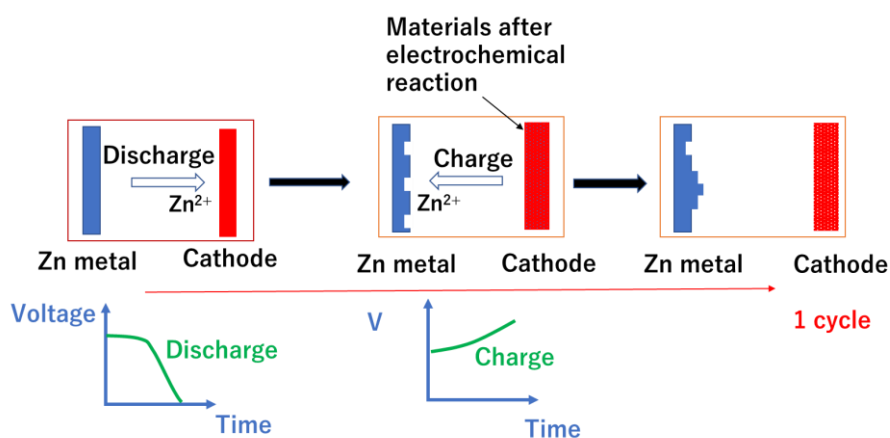 Materials after
electrochemical
reaction
Discharge
Zn²⁺
Charge
Zn²⁺
Zn metal
Cathode
Zn metal
Cathode
Zn metal
Cathode
1 cycle
Voltage
Discharge
Time
V
Charge
Time